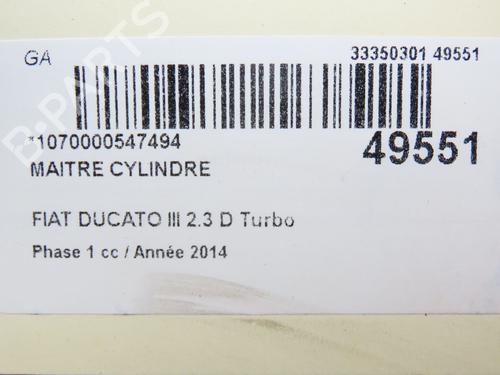 GA
33350301 49551
*1070000547494
49551
MAITRE CYLINDRE
FIAT DUCATO III 2.3 D Turbo
Phase 1 cc / Année 2014
B-PARTS